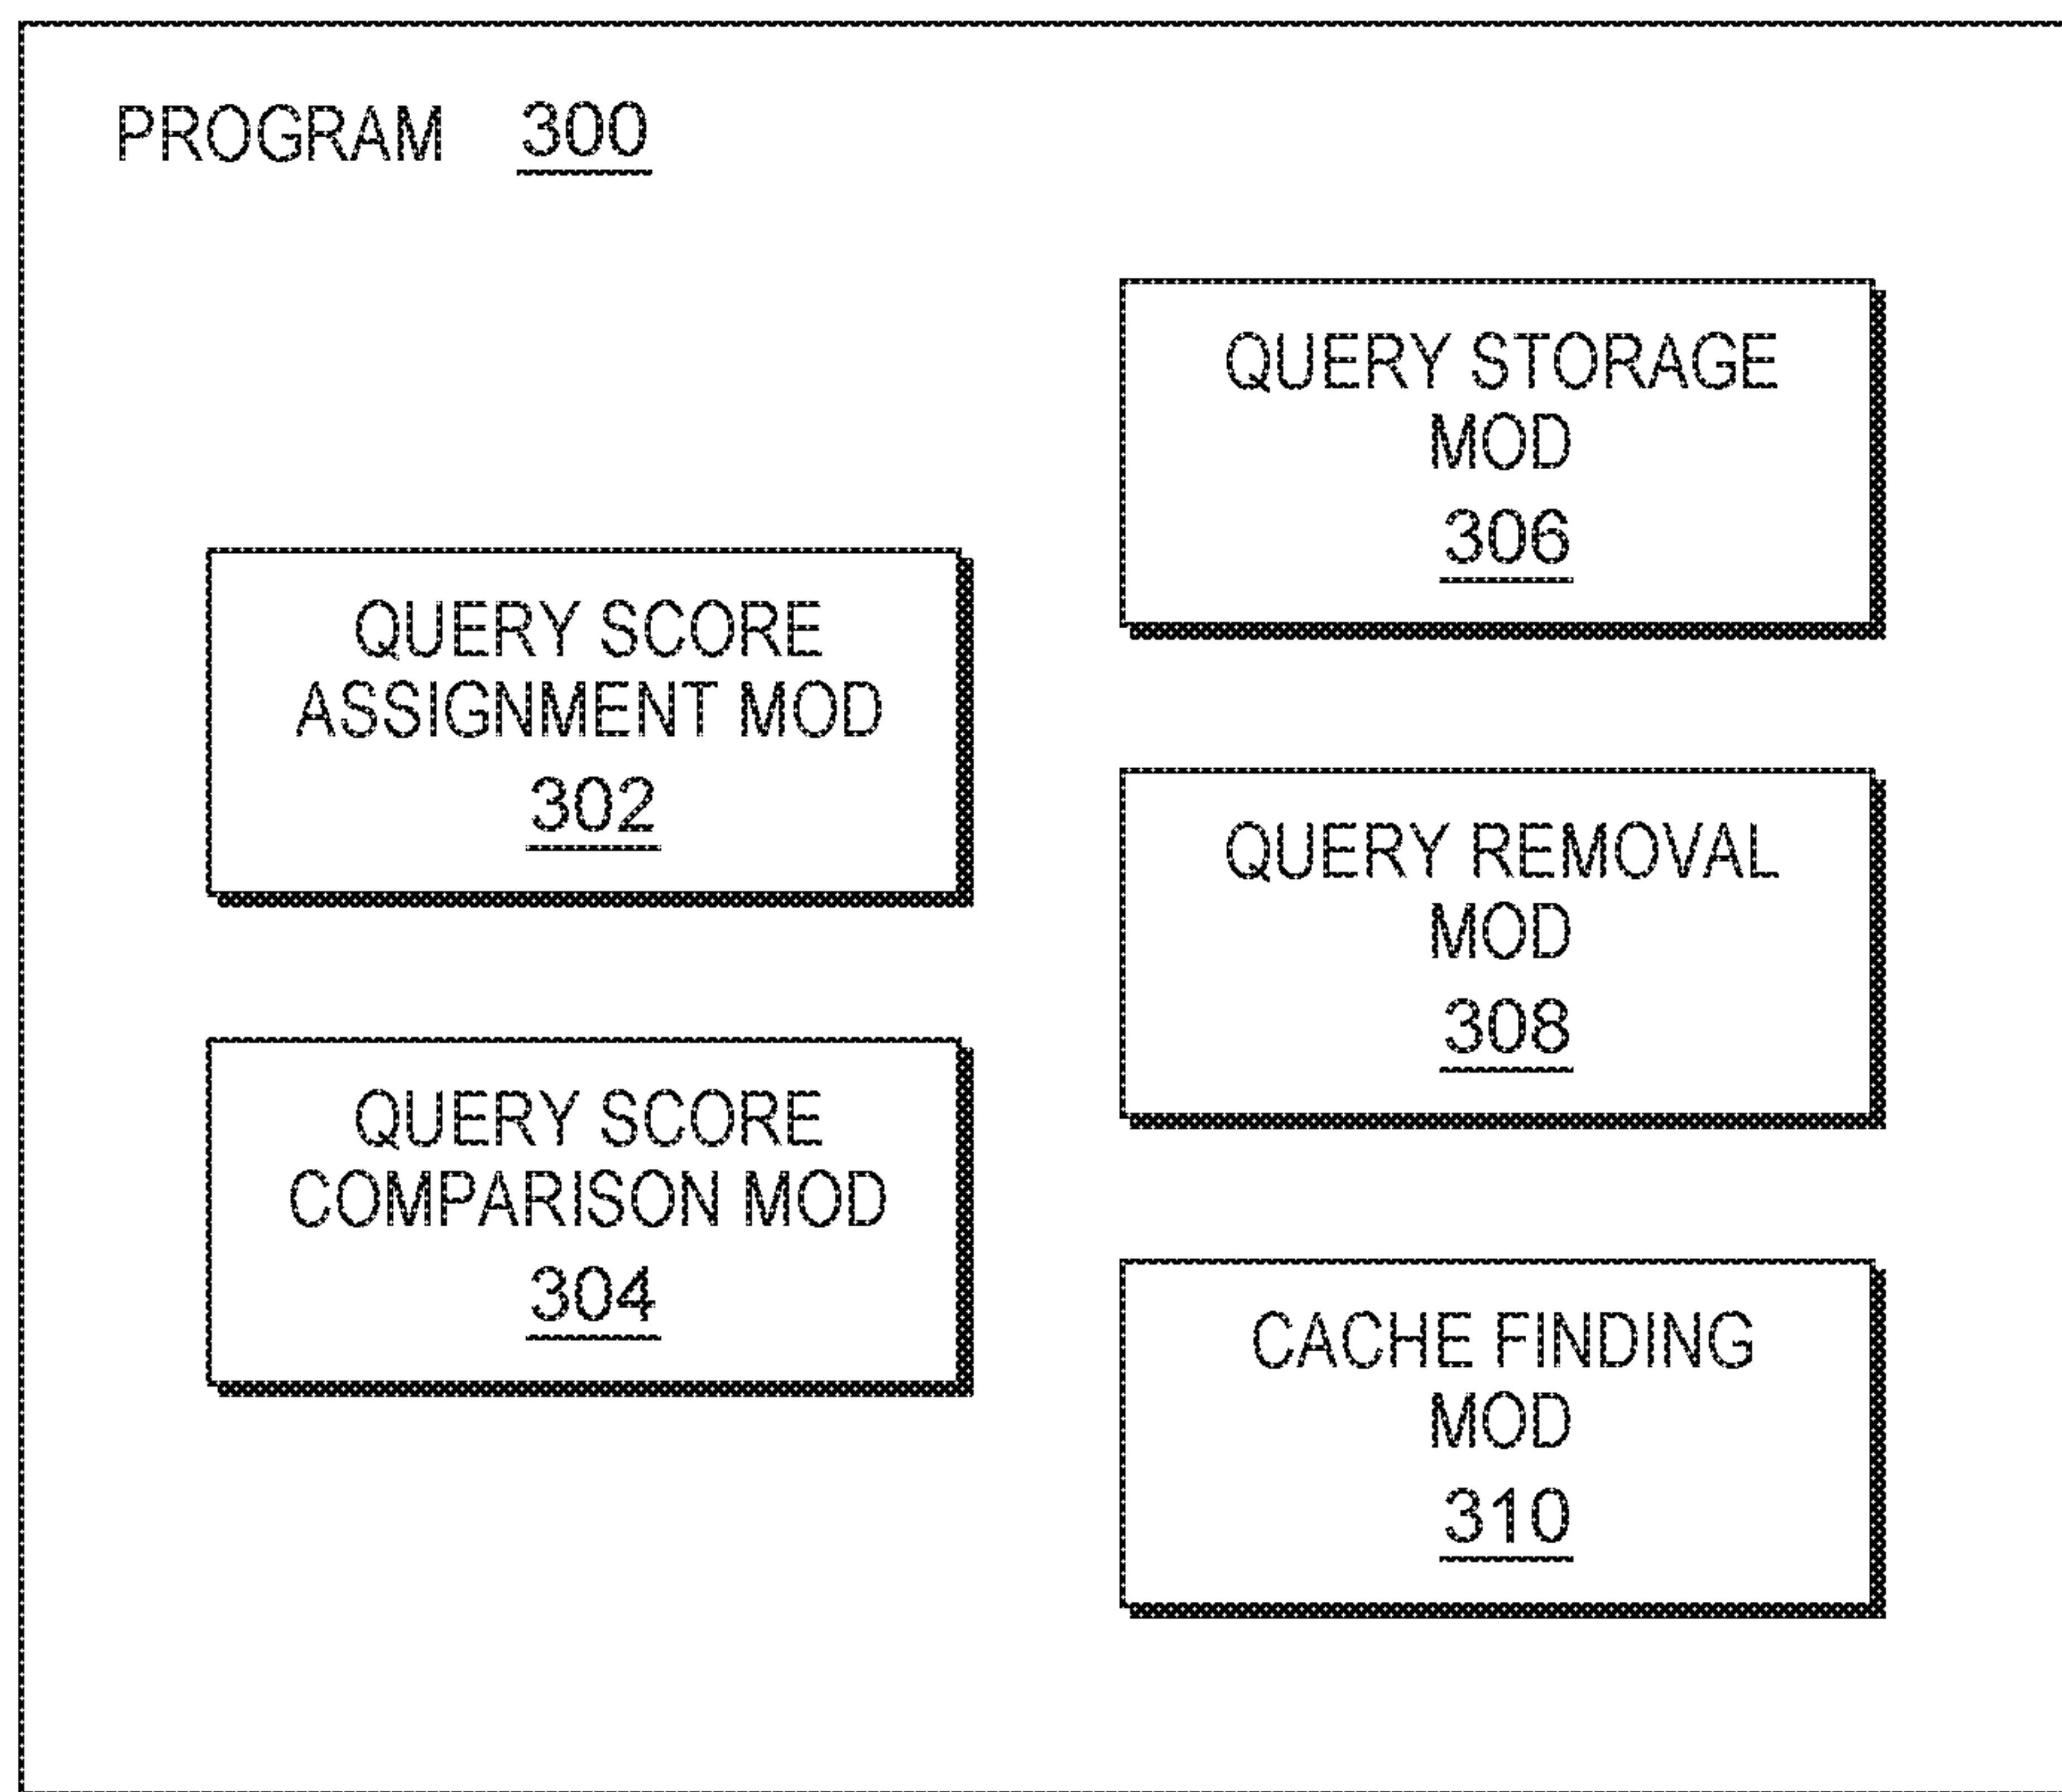 PROGRAM 300
QUERY SCORE
ASSIGNMENT MOD
302
QUERY SCORE
COMPARISON MOD
304
QUERY STORAGE
MOD
306
QUERY REMOVAL
MOD
308
CACHE FINDING
MOD
310